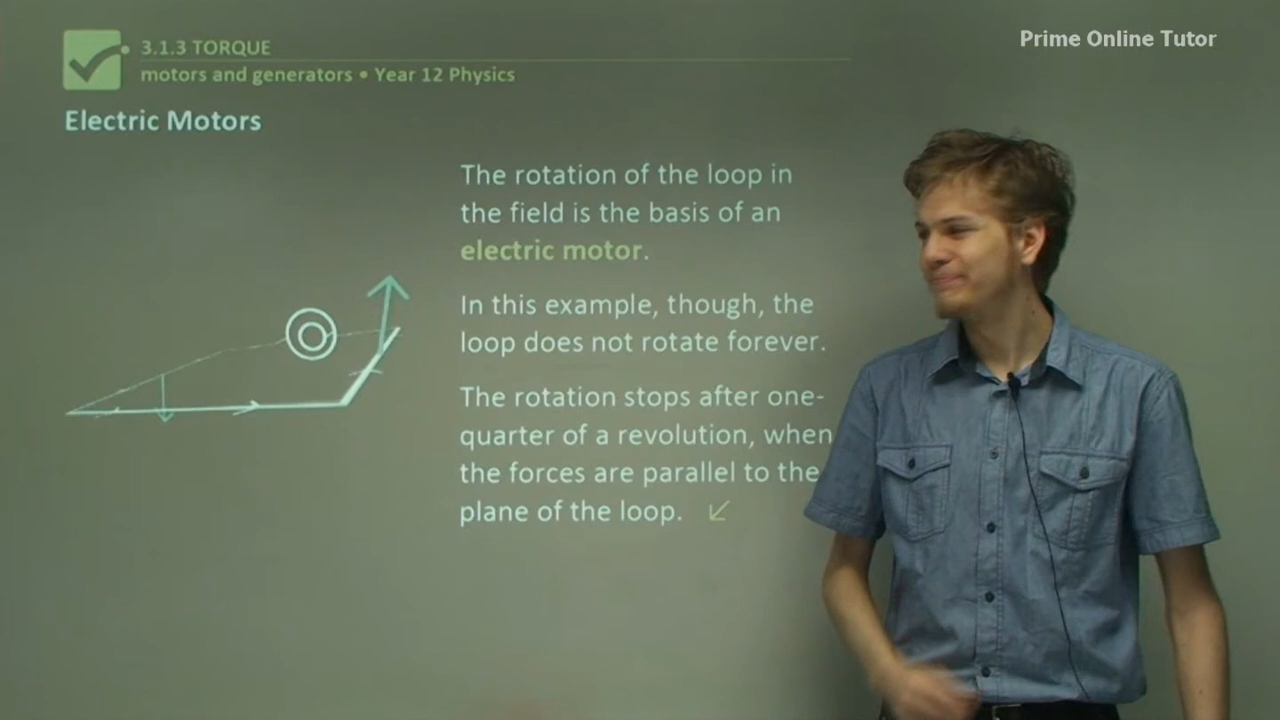 3.1.3 TORQUE
motors and generators • Year 12 Physics
Prime Online Tutor
Electric Motors
The rotation of the loop in
the field is the basis of an
electric motor.
In this example, though, the
loop does not rotate forever.
The rotation stops after one-
quarter of a revolution, when
the forces are parallel to the
plane of the loop.